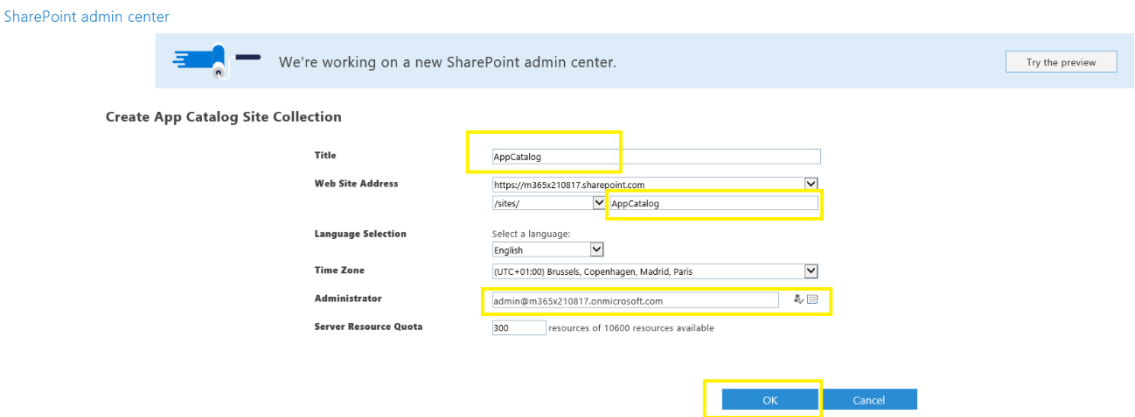 SharePoint admin center
We're working on a new SharePoint admin center.
Try the preview
Create App Catalog Site Collection
Title
AppCatalog
Web Site Address
https://m365x210817.sharepoint.com
/sites/ AppCatalog
Language Selection
Select a language:
English
Time Zone
(UTC+01:00) Brussels, Copenhagen, Madrid, Paris
Administrator
admin@m365x210817.onmicrosoft.com
Server Resource Quota
300 resources of 10600 resources available
OK Cancel